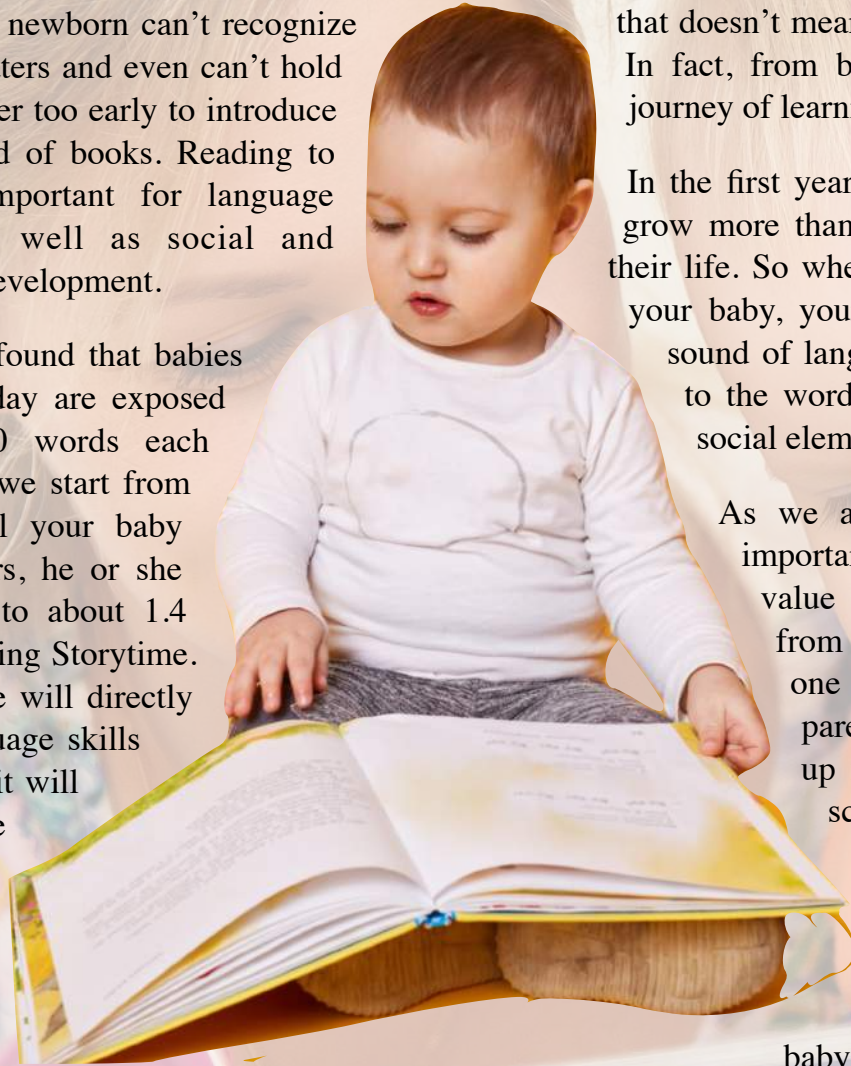 newborn can’t recognize
ters and even can’t hold
er too early to introduce
d of books. Reading to
mportant for language
well as social and
evelopment.
found that babies
day are exposed
0 words each
we start from
l your baby
rs, he or she
to about 1.4
ing Storytime.
e will directly
uage skills
it will
e
that doesn’t mea
In fact, from b
journey of learn
In the first year
grow more than
their life. So whe
your baby, you
sound of lang
to the word
social elem
As we a
importa
value
from
one
pare
up
sc
baby